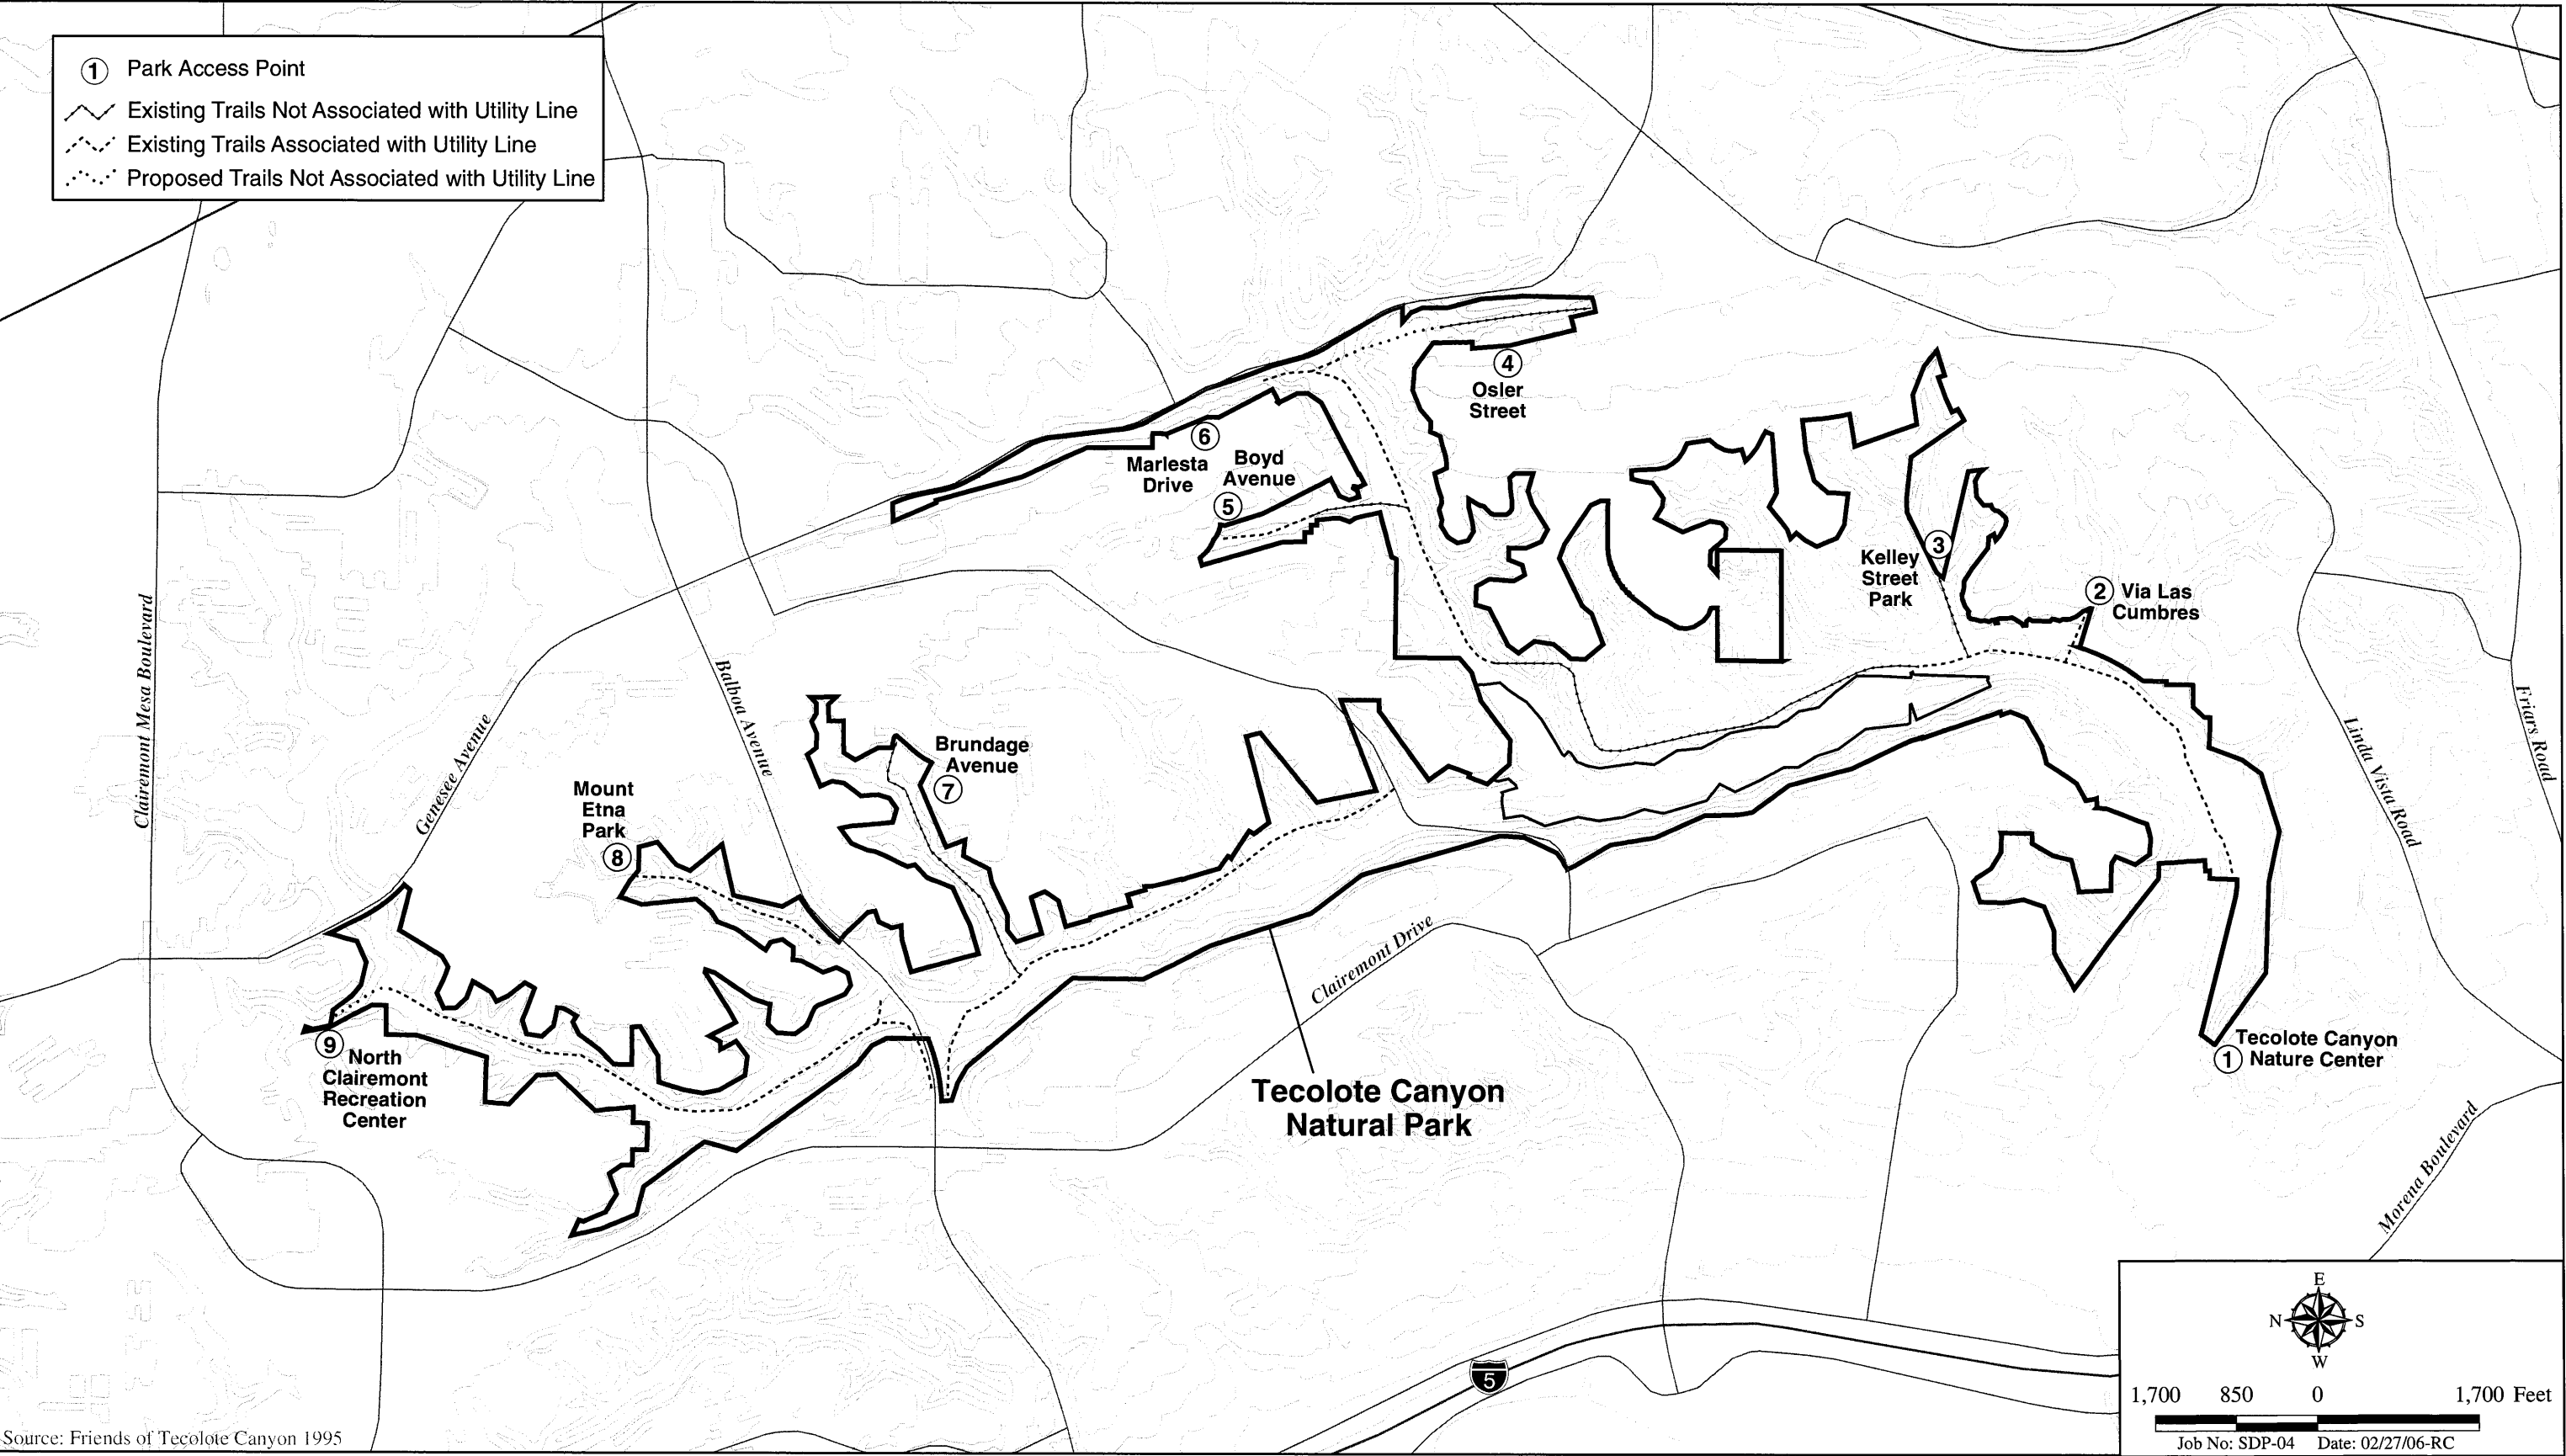 1 Park Access Point
Existing Trails Not Associated with Utility Line
Existing Trails Associated with Utility Line
Proposed Trails Not Associated with Utility Line
4
Osler
Street
6
Marlesta
Drive
Boyd
Avenue
5
3
Kelley
Street
Park
2
Via Las
Cumbres
Clairemont Mesa Boulevard
Genesee Avenue
Balboa Avenue
Brundage
Avenue
7
Mount
Etna
Park
8
Friars Road
Linda Vista Road
Clairemont Drive
9
North
Clairemont
Recreation
Center
Tecolote Canyon
Nature Center
1
Tecolote Canyon
Natural Park
Morena Boulevard
5
E
N S
W
1,700 850 0 1,700 Feet
Job No: SDP-04 Date: 02/27/06-RC
Source: Friends of Tecolote Canyon 1995